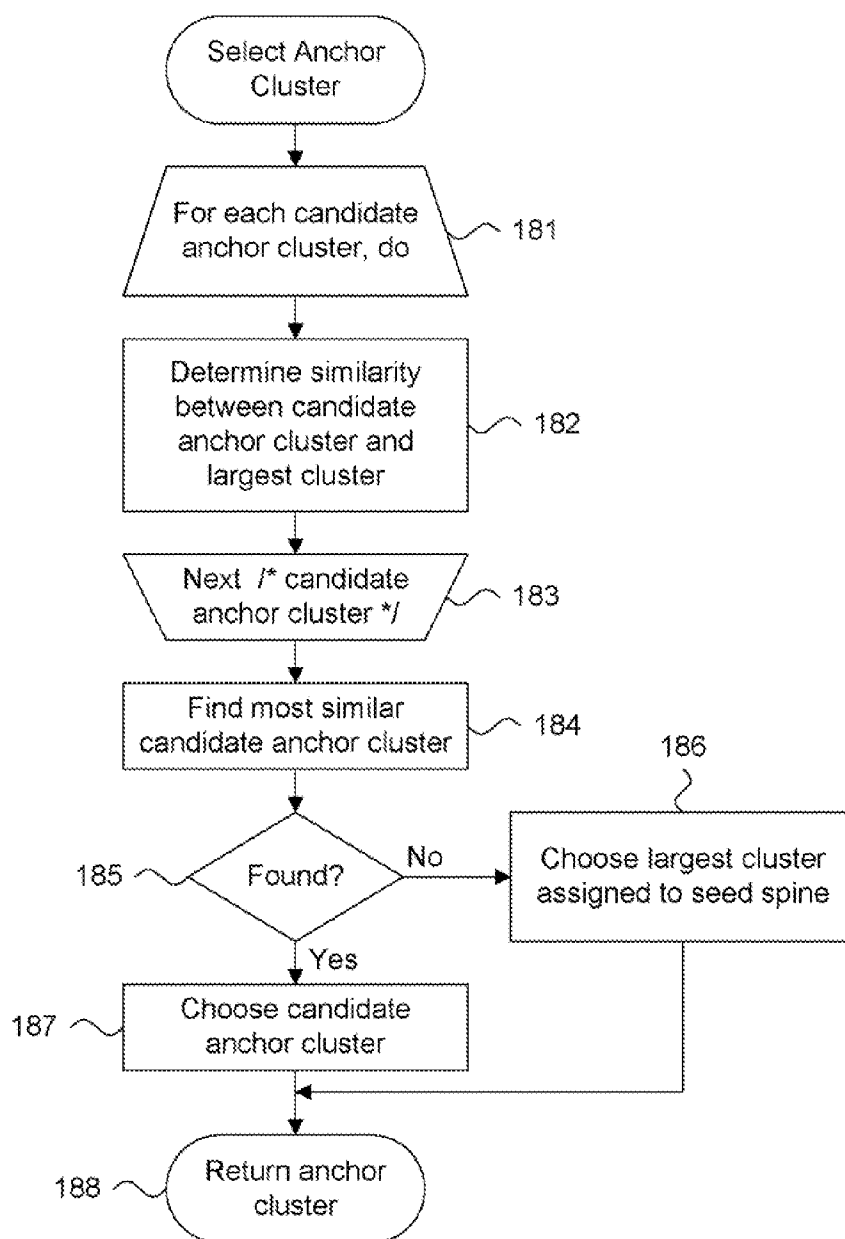 Select Anchor
Cluster
For each candidate
anchor cluster, do
181
Determine similarity
between candidate
anchor cluster and
largest cluster
182
Next /* candidate
anchor cluster */
183
Find most similar
candidate anchor cluster
184
185
Found?
No
186
Choose largest cluster
assigned to seed spine
Yes
187
Choose candidate
anchor cluster
188
Return anchor
cluster